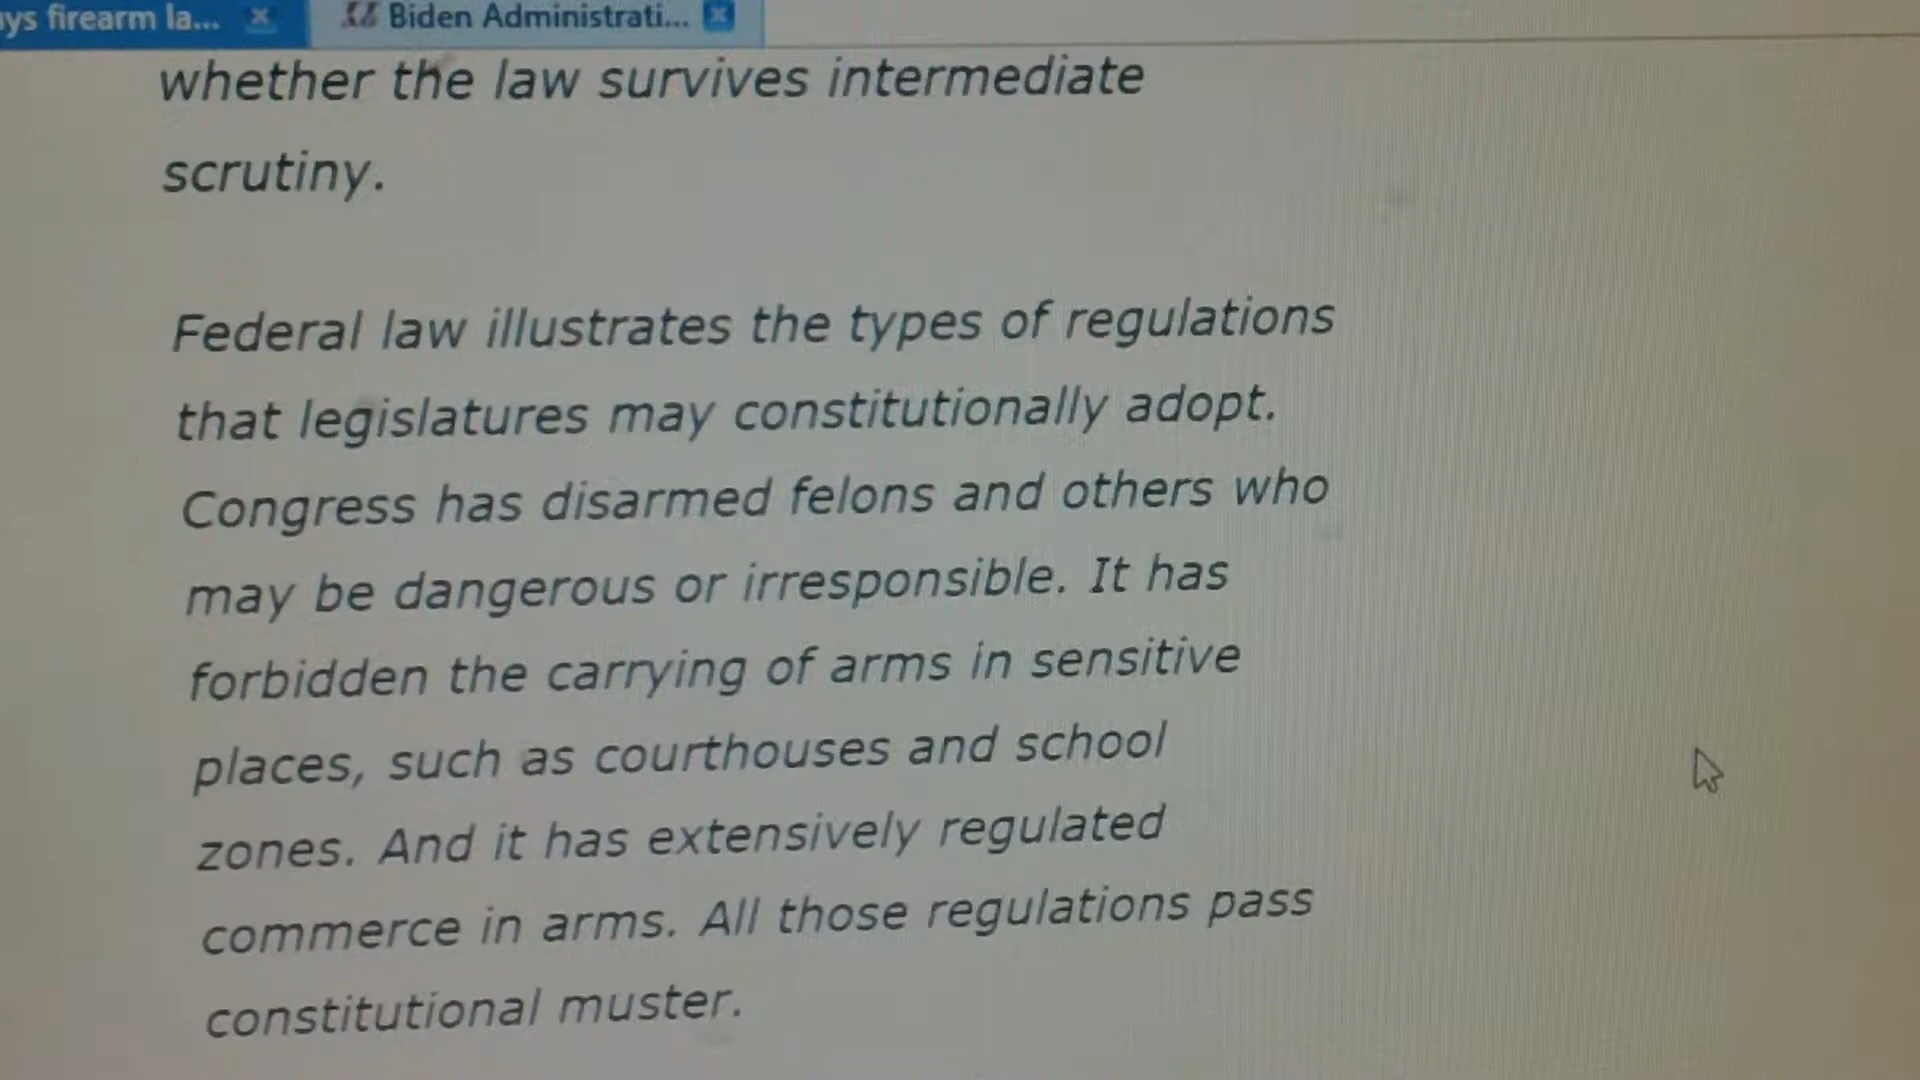 ys firearm la...
Biden Administrati...
whether the law survives intermediate
scrutiny.
Federal law illustrates the types of regulations
that legislatures may constitutionally adopt.
Congress has disarmed felons and others who
may be dangerous or irresponsible. It has
forbidden the carrying of arms in sensitive
places, such as courthouses and school
zones. And it has extensively regulated
commerce in arms. All those regulations pass
constitutional muster.